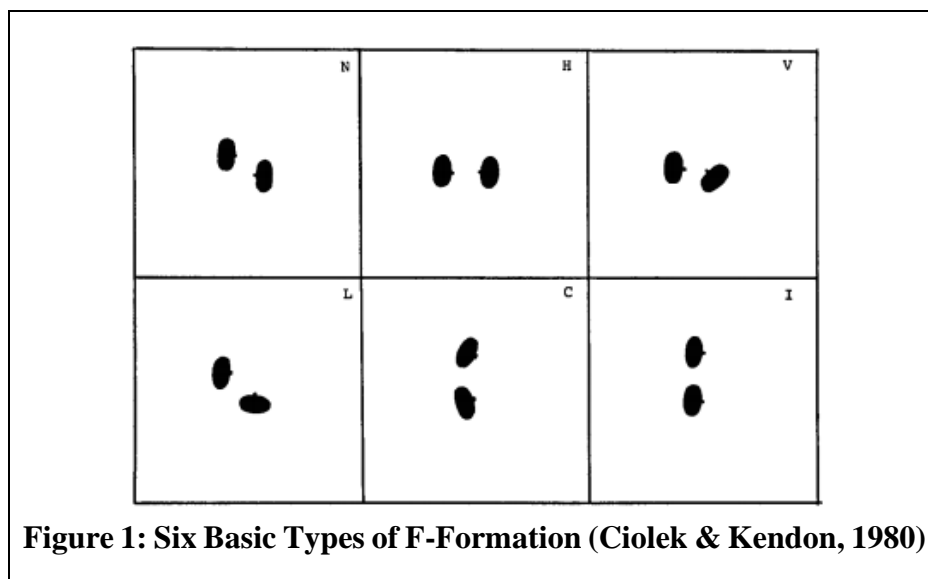 N H V
L C I
Figure 1: Six Basic Types of F-Formation (Ciolek & Kendon, 1980)